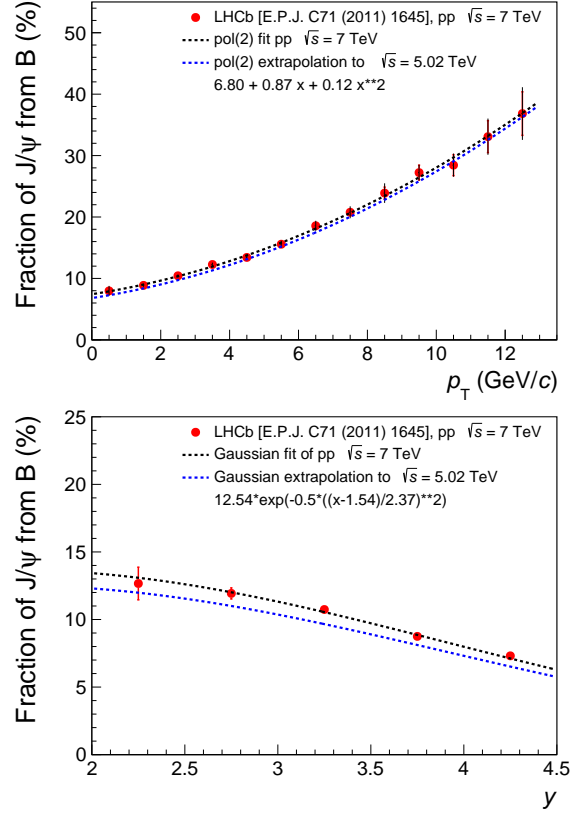 LHCb [E.P.J. C71 (2011) 1645], pp √s = 7 TeV
pol(2) fit pp √s = 7 TeV
pol(2) extrapolation to √s = 5.02 TeV
6.80 + 0.87 x + 0.12 x**2
Fraction of J/ψ from B (%)
60
50
40
30
20
10
0
0 2 4 6 8 10 12
p_T (GeV/c)
LHCb [E.P.J. C71 (2011) 1645], pp √s = 7 TeV
Gaussian fit of pp √s = 7 TeV
Gaussian extrapolation to √s = 5.02 TeV
12.54*exp(-0.5*((x-1.54)/2.37)**2)
Fraction of J/ψ from B (%)
25
20
15
10
5
0
2 2.5 3 3.5 4 4.5
y